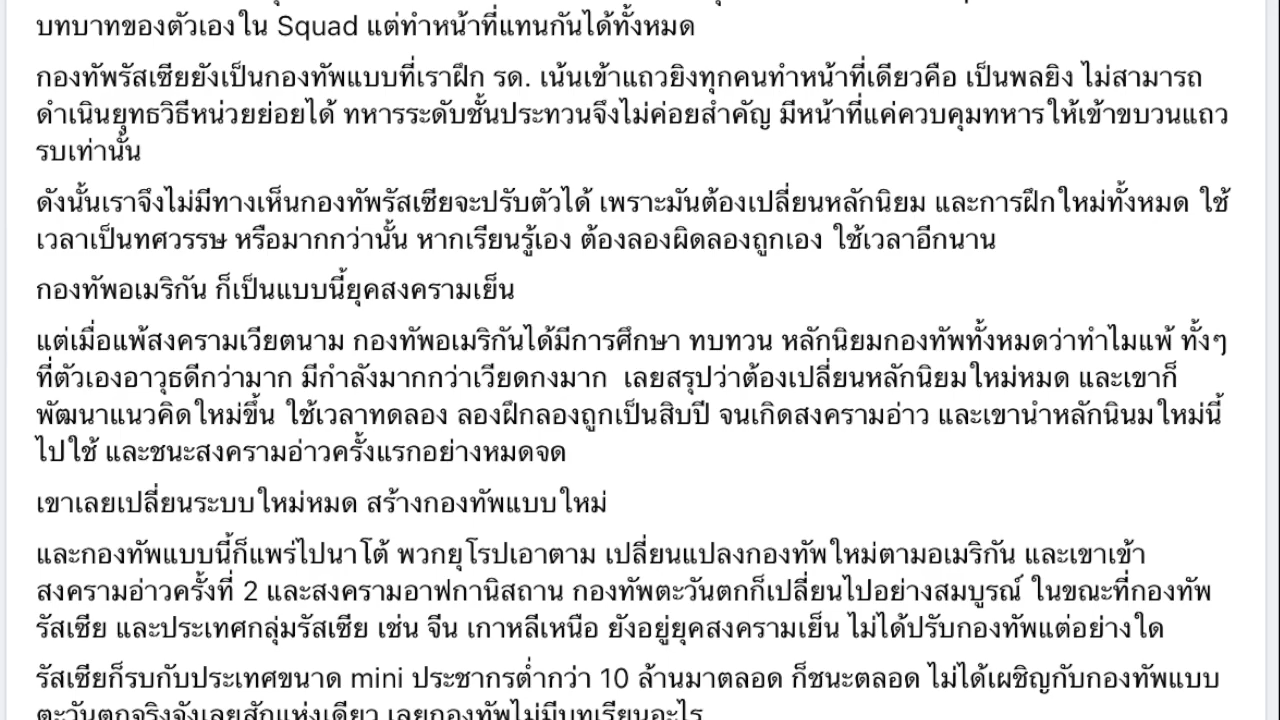 บทบาทของตัวเองใน Squad แต่ทำหน้าที่แทนกันได้ทั้งหมด
กองทัพรัสเซียยังเป็นกองทัพแบบที่เราฝึก รด. เน้นเข้าแถวยิงทุกคนทำหน้าที่เดียวคือ เป็นพลยิง ไม่สามารถ
ดำเนินยุทธวิธีหน่วยย่อยได้ ทหารระดับชั้นประทวนจึงไม่ค่อยสำคัญ มีหน้าที่แค่ควบคุมทหารให้เข้าขบวนแถว
รบเท่านั้น
ดังนั้นเราจึงไม่มีทางเห็นกองทัพรัสเซียจะปรับตัวได้ เพราะมันต้องเปลี่ยนหลักนิยม และการฝึกใหม่ทั้งหมด ใช้
เวลาเป็นทศวรรษ หรือมากกว่านั้น หากเรียนรู้เอง ต้องลองผิดลองถูกเอง ใช้เวลาอีกนาน
กองทัพอเมริกัน ก็เป็นแบบนี้ยุคสงครามเย็น
แต่เมื่อแพ้สงครามเวียตนาม กองทัพอเมริกันได้มีการศึกษา ทบทวน หลักนิยมกองทัพทั้งหมดว่าทำไมแพ้ ทั้งๆ
ที่ตัวเองอาวุธดีกว่ามาก มีกำลังมากกว่าเวียดกงมาก เลยสรุปว่าต้องเปลี่ยนหลักนิยมใหม่หมด และเขาก็
พัฒนาแนวคิดใหม่ขึ้น ใช้เวลาทดลอง ลองฝึกลองถูกเป็นสิบปี จนเกิดสงครามอ่าว และเขานำหลักนินมใหม่นี้
ไปใช้ และชนะสงครามอ่าวครั้งแรกอย่างหมดจด
เขาเลยเปลี่ยนระบบใหม่หมด สร้างกองทัพแบบใหม่
และกองทัพแบบนี้ก็แพร่ไปนาโต้ พวกยุโรปเอาตาม เปลี่ยนแปลงกองทัพใหม่ตามอเมริกัน และเขาเข้า
สงครามอ่าวครั้งที่ 2 และสงครามอาฟกานิสถาน กองทัพตะวันตกก็เปลี่ยนไปอย่างสมบูรณ์ ในขณะที่กองทัพ
รัสเซีย และประเทศกลุ่มรัสเซีย เช่น จีน เกาหลีเหนือ ยังอยู่ยุคสงครามเย็น ไม่ได้ปรับกองทัพแต่อย่างใด
รัสเซียก็รบกับประเทศขนาด mini ประชากรต่ำกว่า 10 ล้านมาตลอด ก็ชนะตลอด ไม่ได้เผชิญกับกองทัพแบบ
ตะวันตกจริงจังเลยสักแห่งเดียว เลยกองทัพไม่มีบทเรียนอะไร